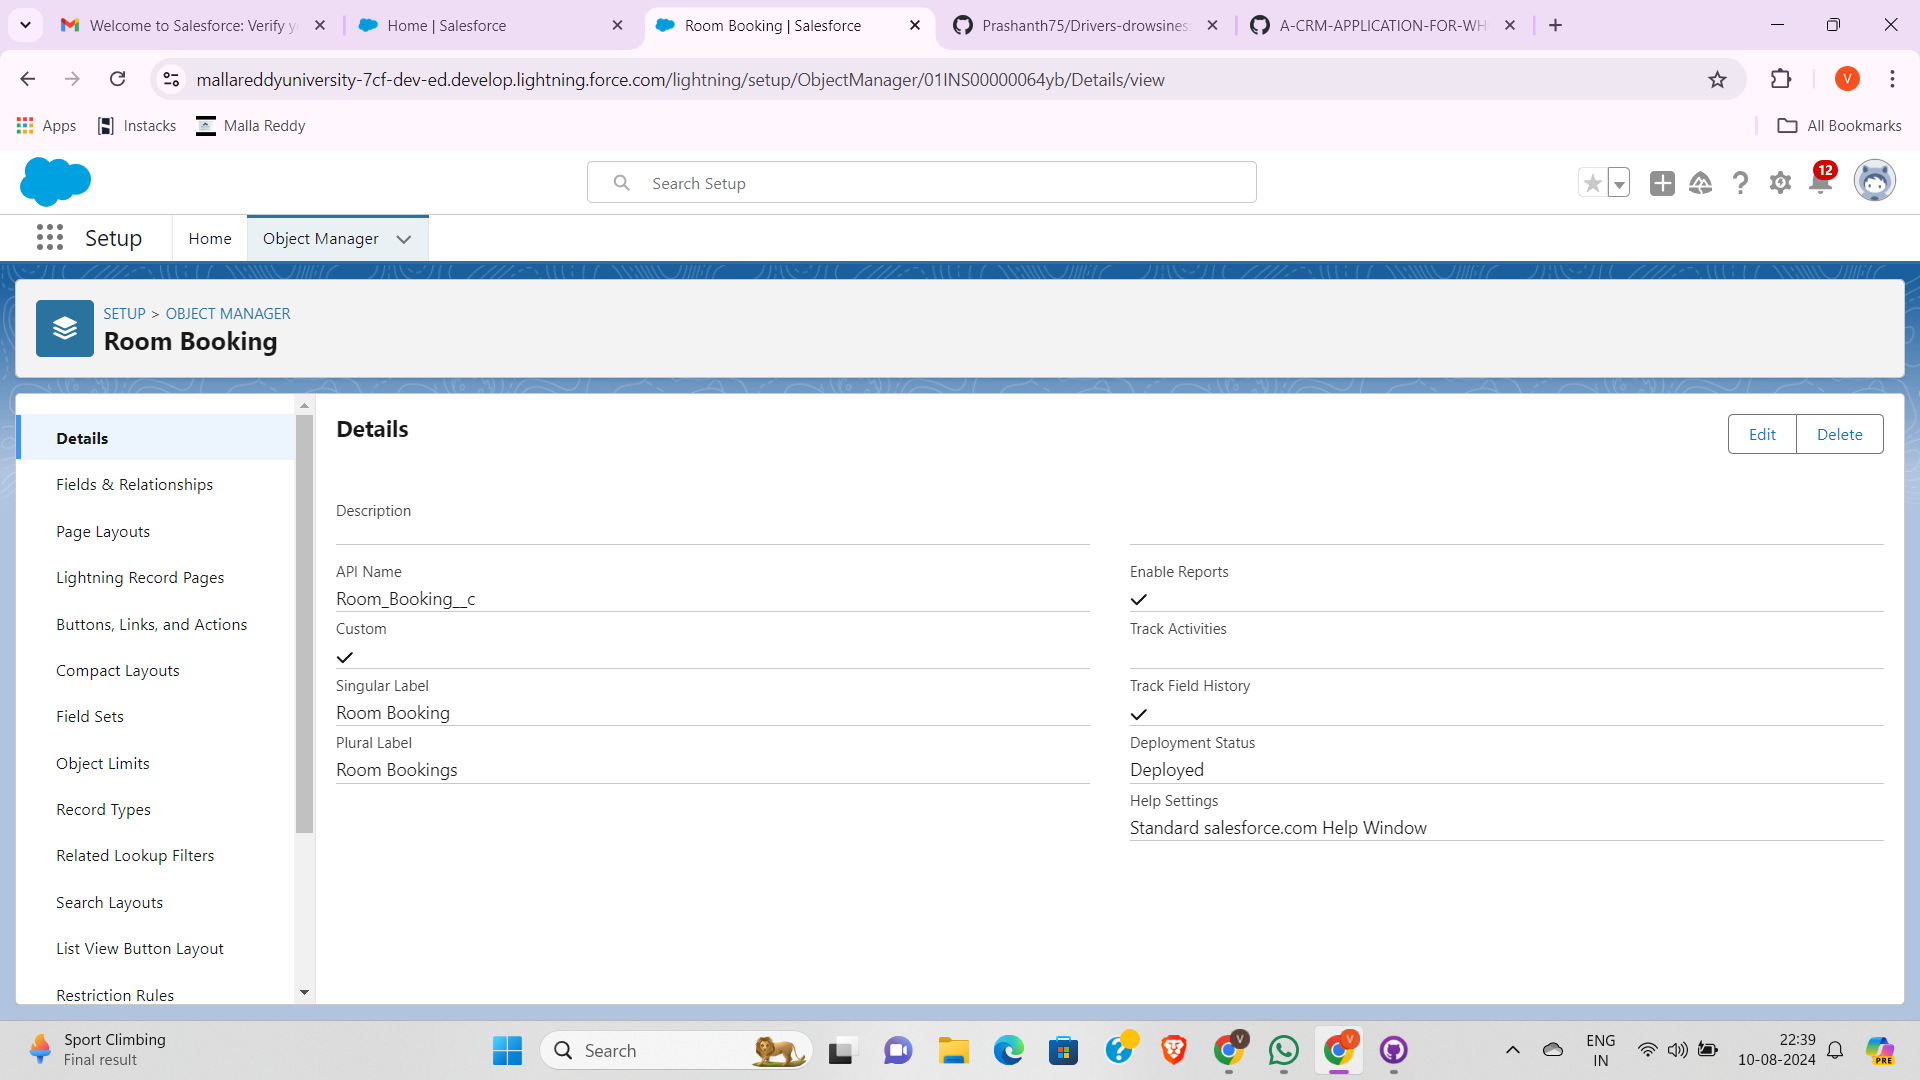 Welcome to Salesforce: Verify y
Home | Salesforce
Room Booking | Salesforce
Prashanth75/Drivers-drowsines
A-CRM-APPLICATION-FOR-WH
mallareddyuniversity-7cf-dev-ed.develop.lightning.force.com/lightning/setup/ObjectManager/01INS00000064yb/Details/view
V
Apps
Instacks
Malla Reddy
All Bookmarks
Search Setup
12
Setup
Home
Object Manager
SETUP > OBJECT MANAGER
Room Booking
Details
Fields & Relationships
Page Layouts
Lightning Record Pages
Buttons, Links, and Actions
Compact Layouts
Field Sets
Object Limits
Record Types
Related Lookup Filters
Search Layouts
List View Button Layout
Restriction Rules
Details
Edit
Delete
Description
API Name
Room_Booking__c
Custom
Singular Label
Room Booking
Plural Label
Room Bookings
Enable Reports
Track Activities
Track Field History
Deployment Status
Deployed
Help Settings
Standard salesforce.com Help Window
Sport Climbing
Final result
Search
V
V
ENG
IN
22:39
10-08-2024
PRE